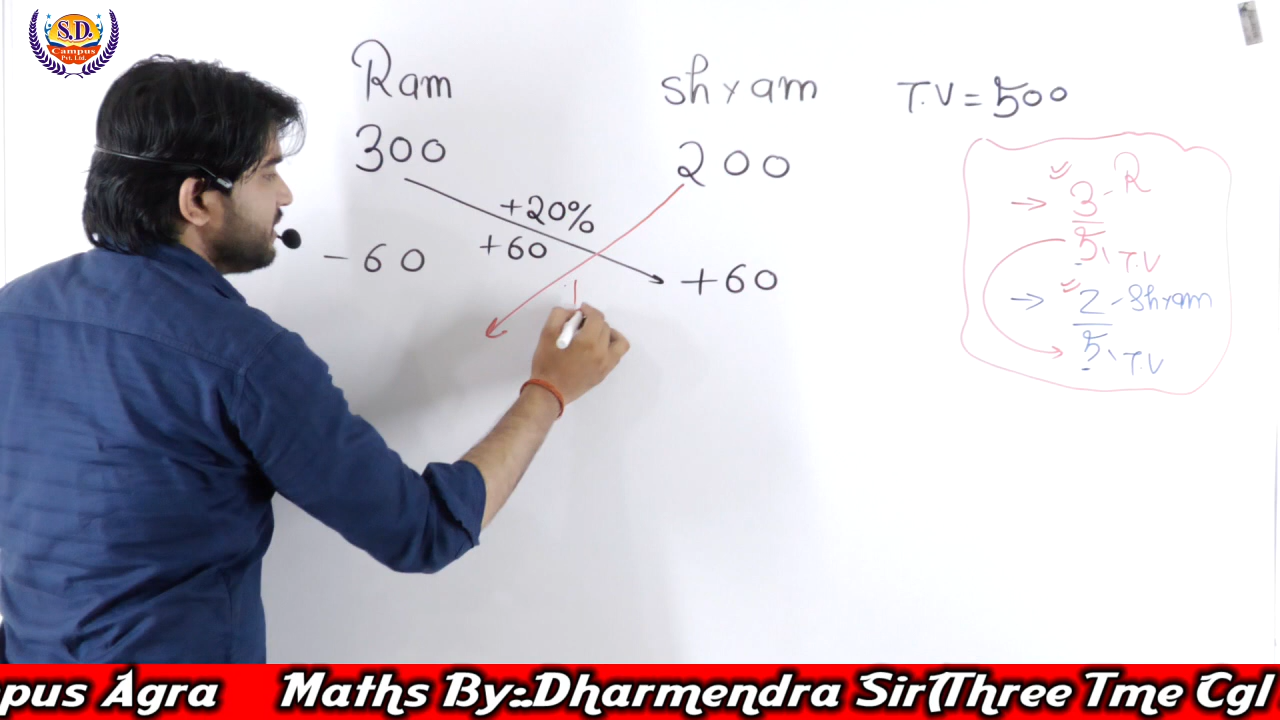 S.D.
Campus
Pvt. Ltd.
Ram shyam T.V = 500
300 200
+20%
+60
- 60 +60
→ 3 - R
5, T.V
→ 2 - Shyam
5, T.V
pus Agra Maths By:-Dharmendra Sir(Three Tme Cgl